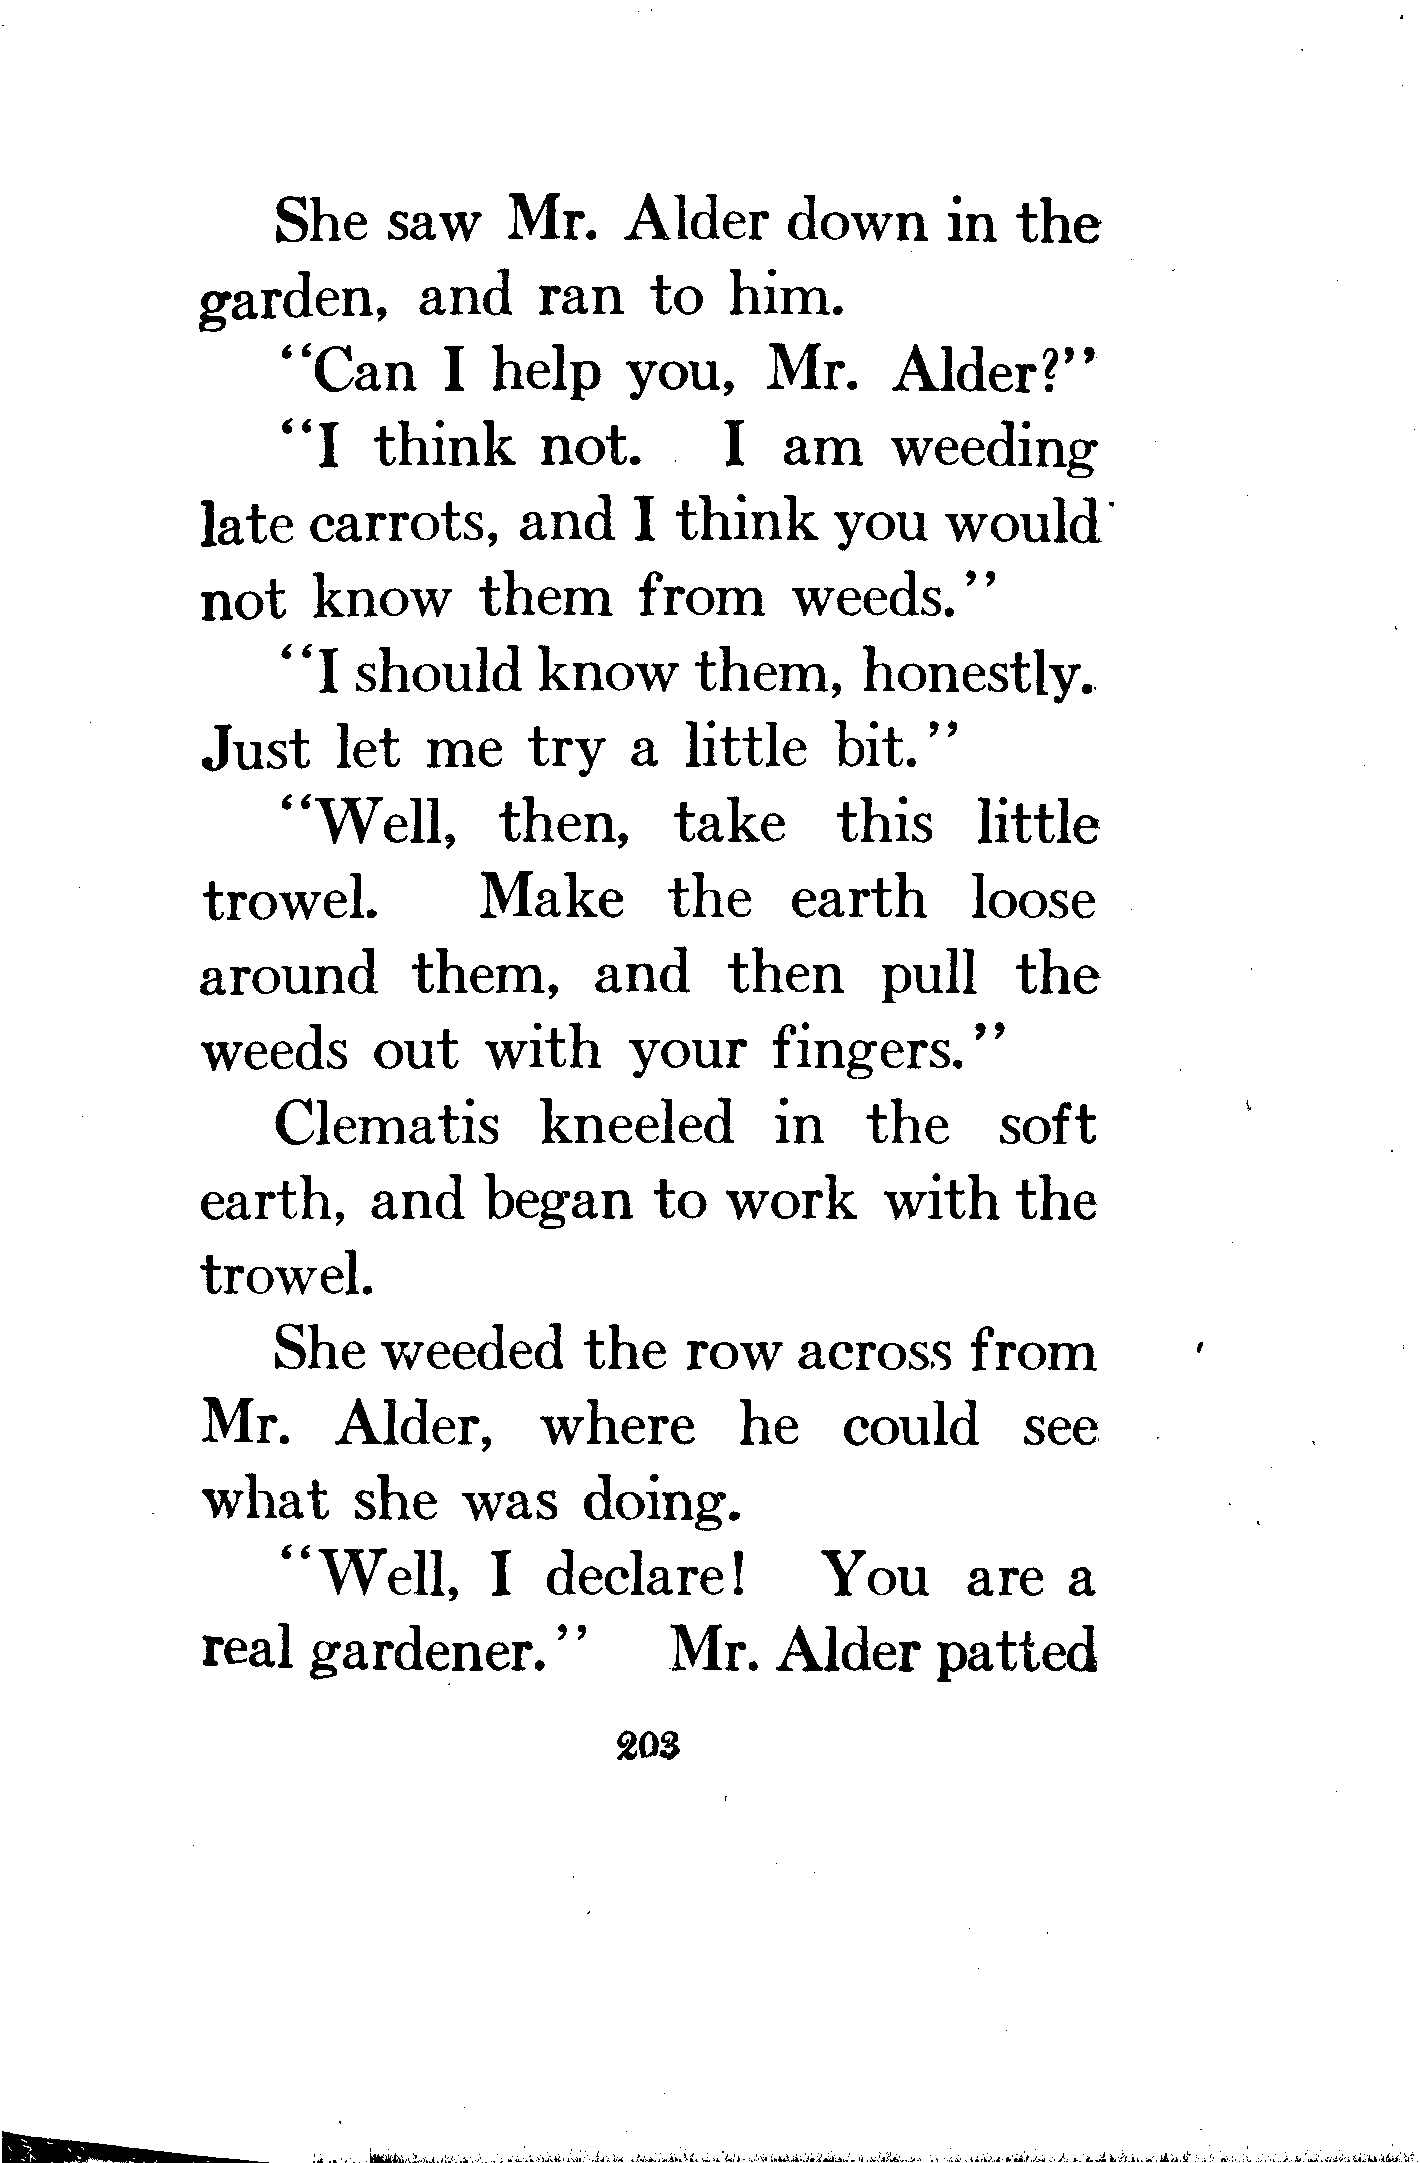 She saw Mr. Alder down in the
garden, and ran to him.
"Can I help you, Mr. Alder?"
"I think not. I am weeding
late carrots, and I think you would
not know them from weeds."
"I should know them, honestly.
Just let me try a little bit."
"Well, then, take this little
trowel. Make the earth loose
around them, and then pull the
weeds out with your fingers."
Clematis kneeled in the soft
earth, and began to work with the
trowel.
She weeded the row across from
Mr. Alder, where he could see
what she was doing.
"Well, I declare! You are a
real gardener." Mr. Alder patted
203